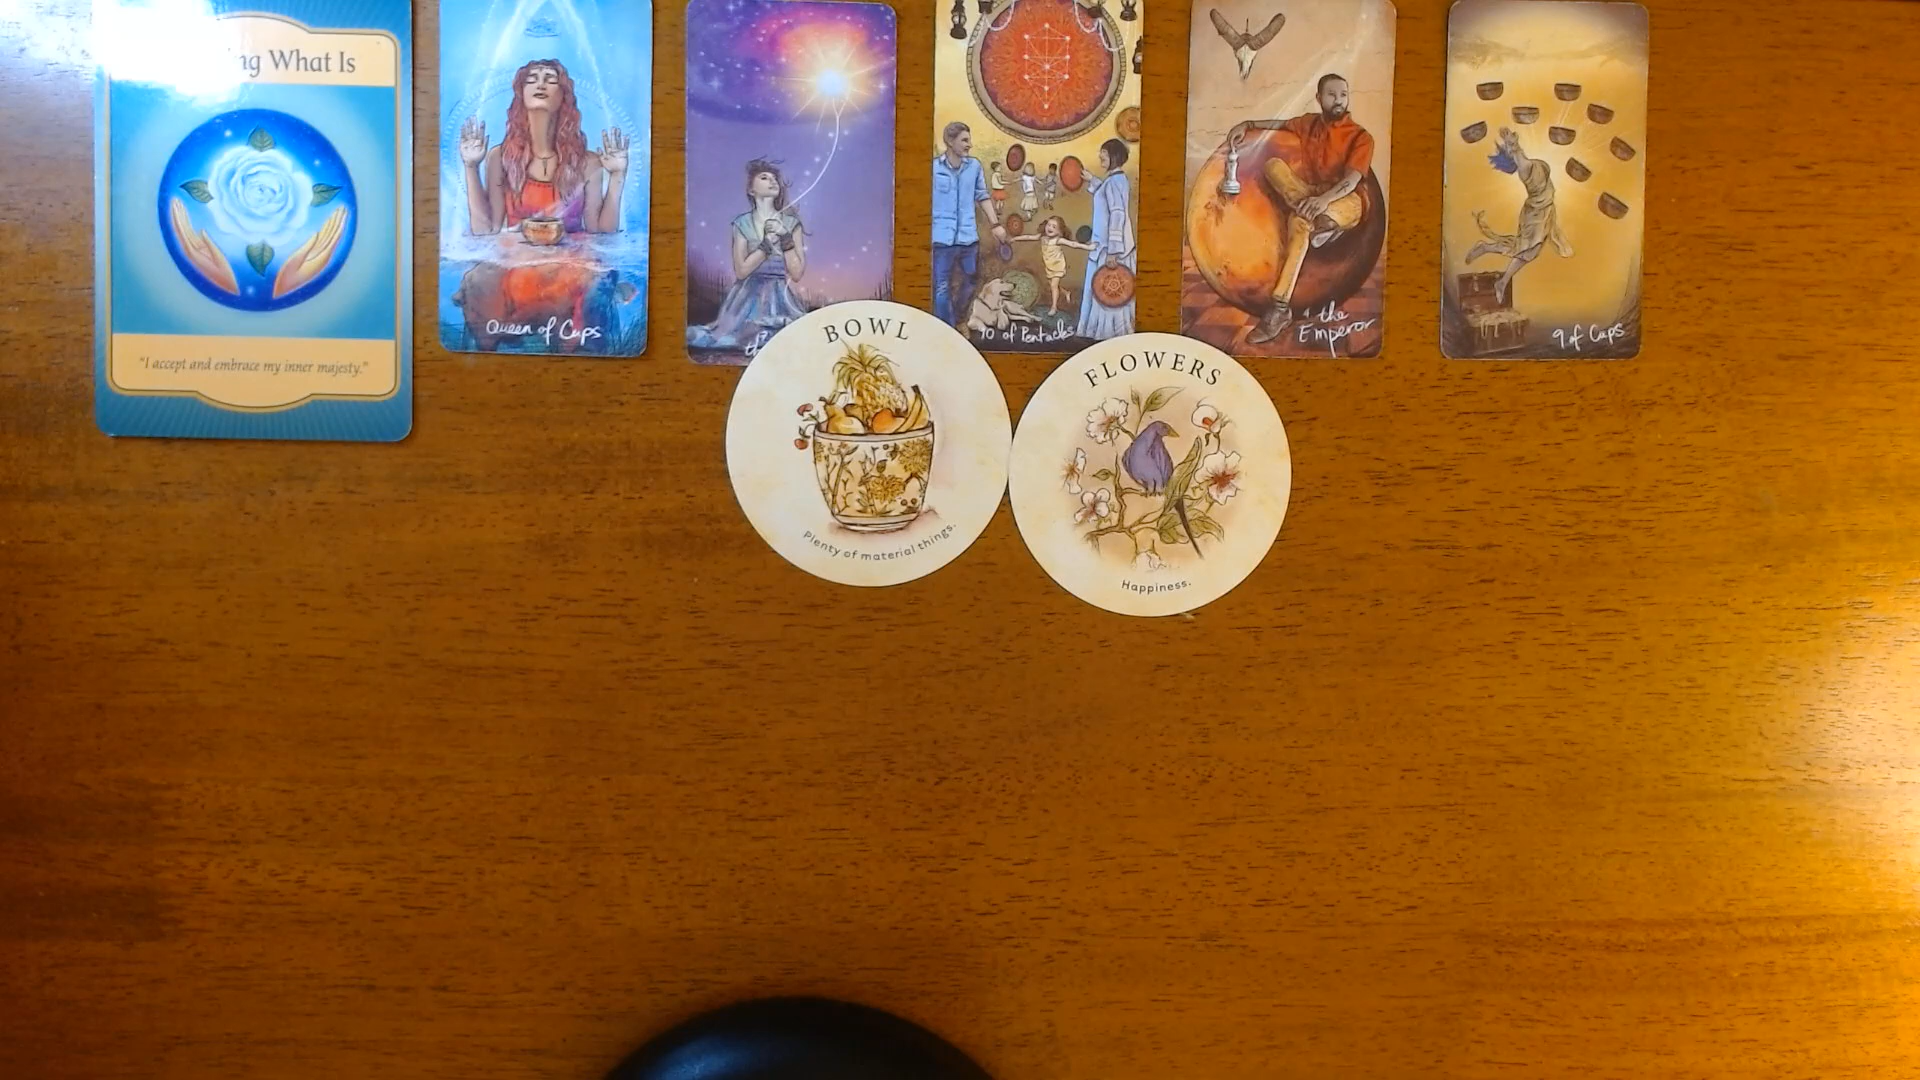 What Is
"I accept and embrace my inner majesty."
Queen of Cups
10 of Pentacles
4 the
Emperor
9 of Cups
BOWL
Plenty of material things.
FLOWERS
Happiness.